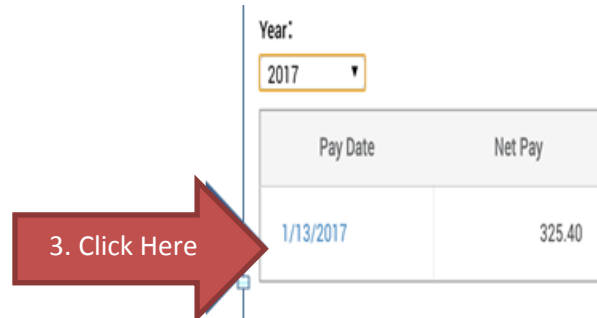 Year:
2017
Pay Date Net Pay
3. Click Here
1/13/2017 325.40